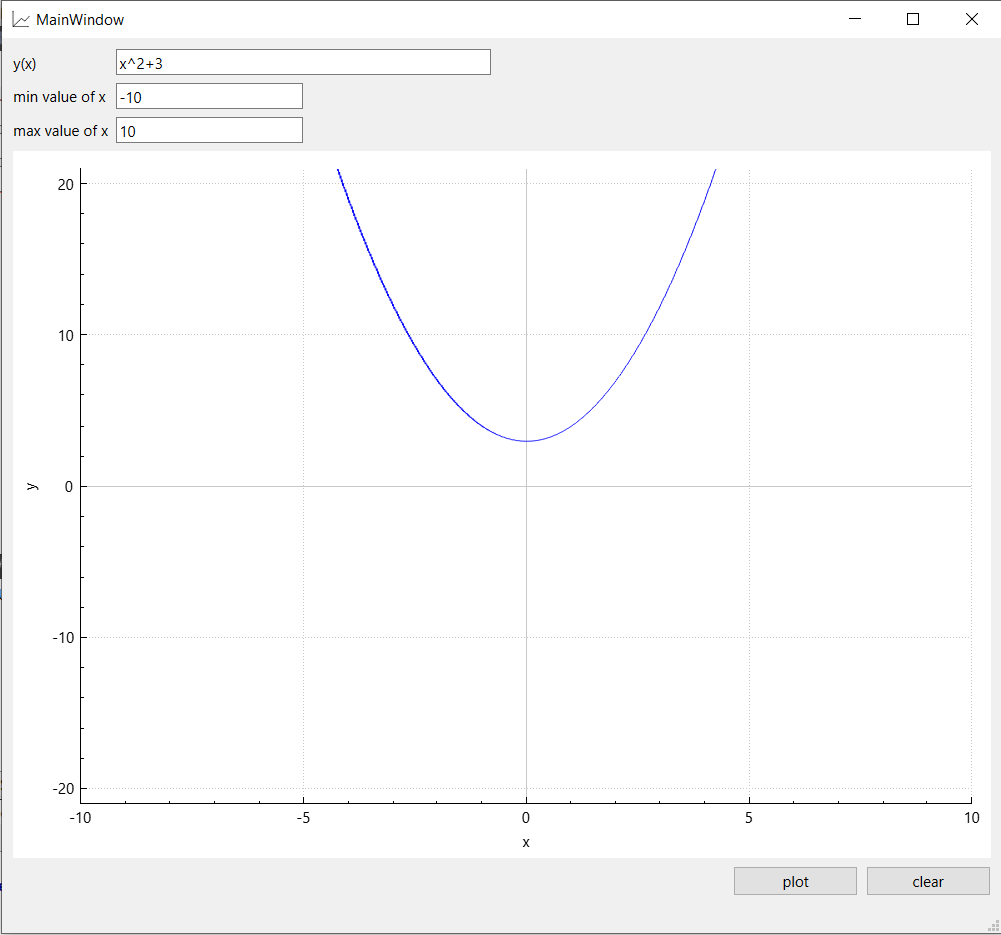 MainWindow
y(x) x^2+3
min value of x -10
max value of x 10
20
10
y 0
-10
-20
-10 -5 0 5 10
x
plot clear